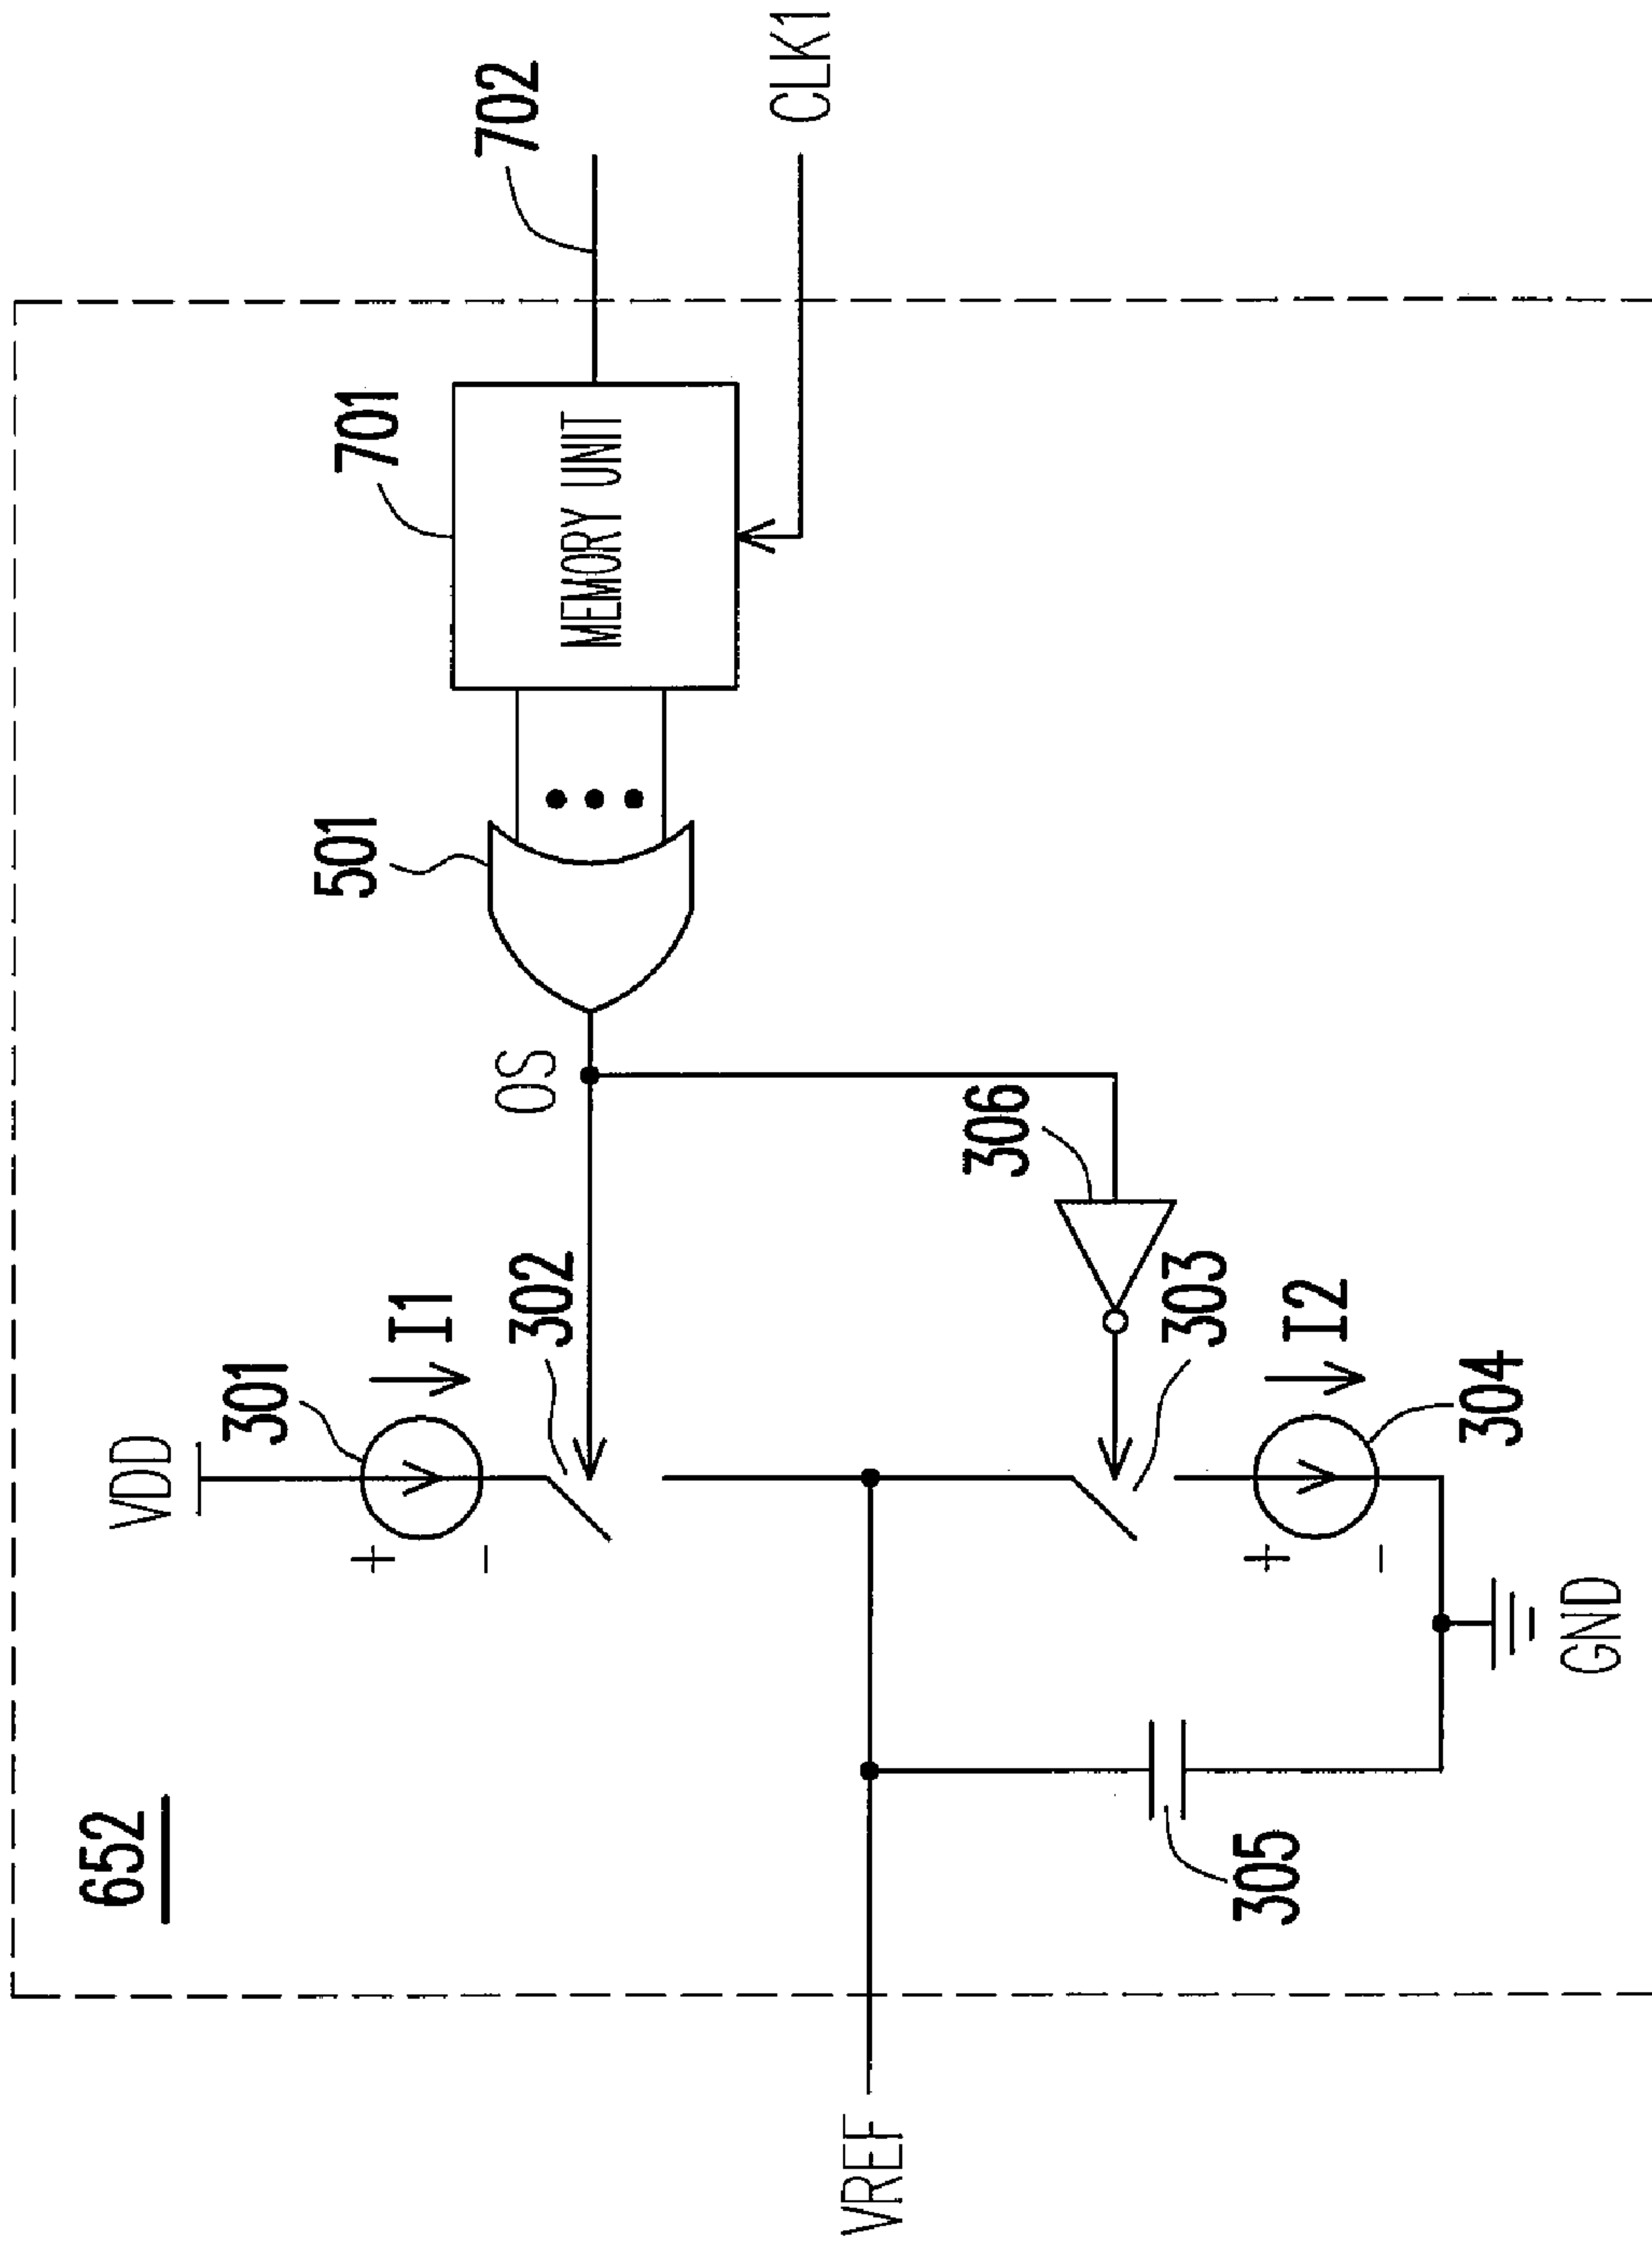 652
VDD
301
I1
302
OS
501
701
MEMORY UNIT
702
CLK1
VREF
306
303
I2
304
305
GND
+
-
+
-